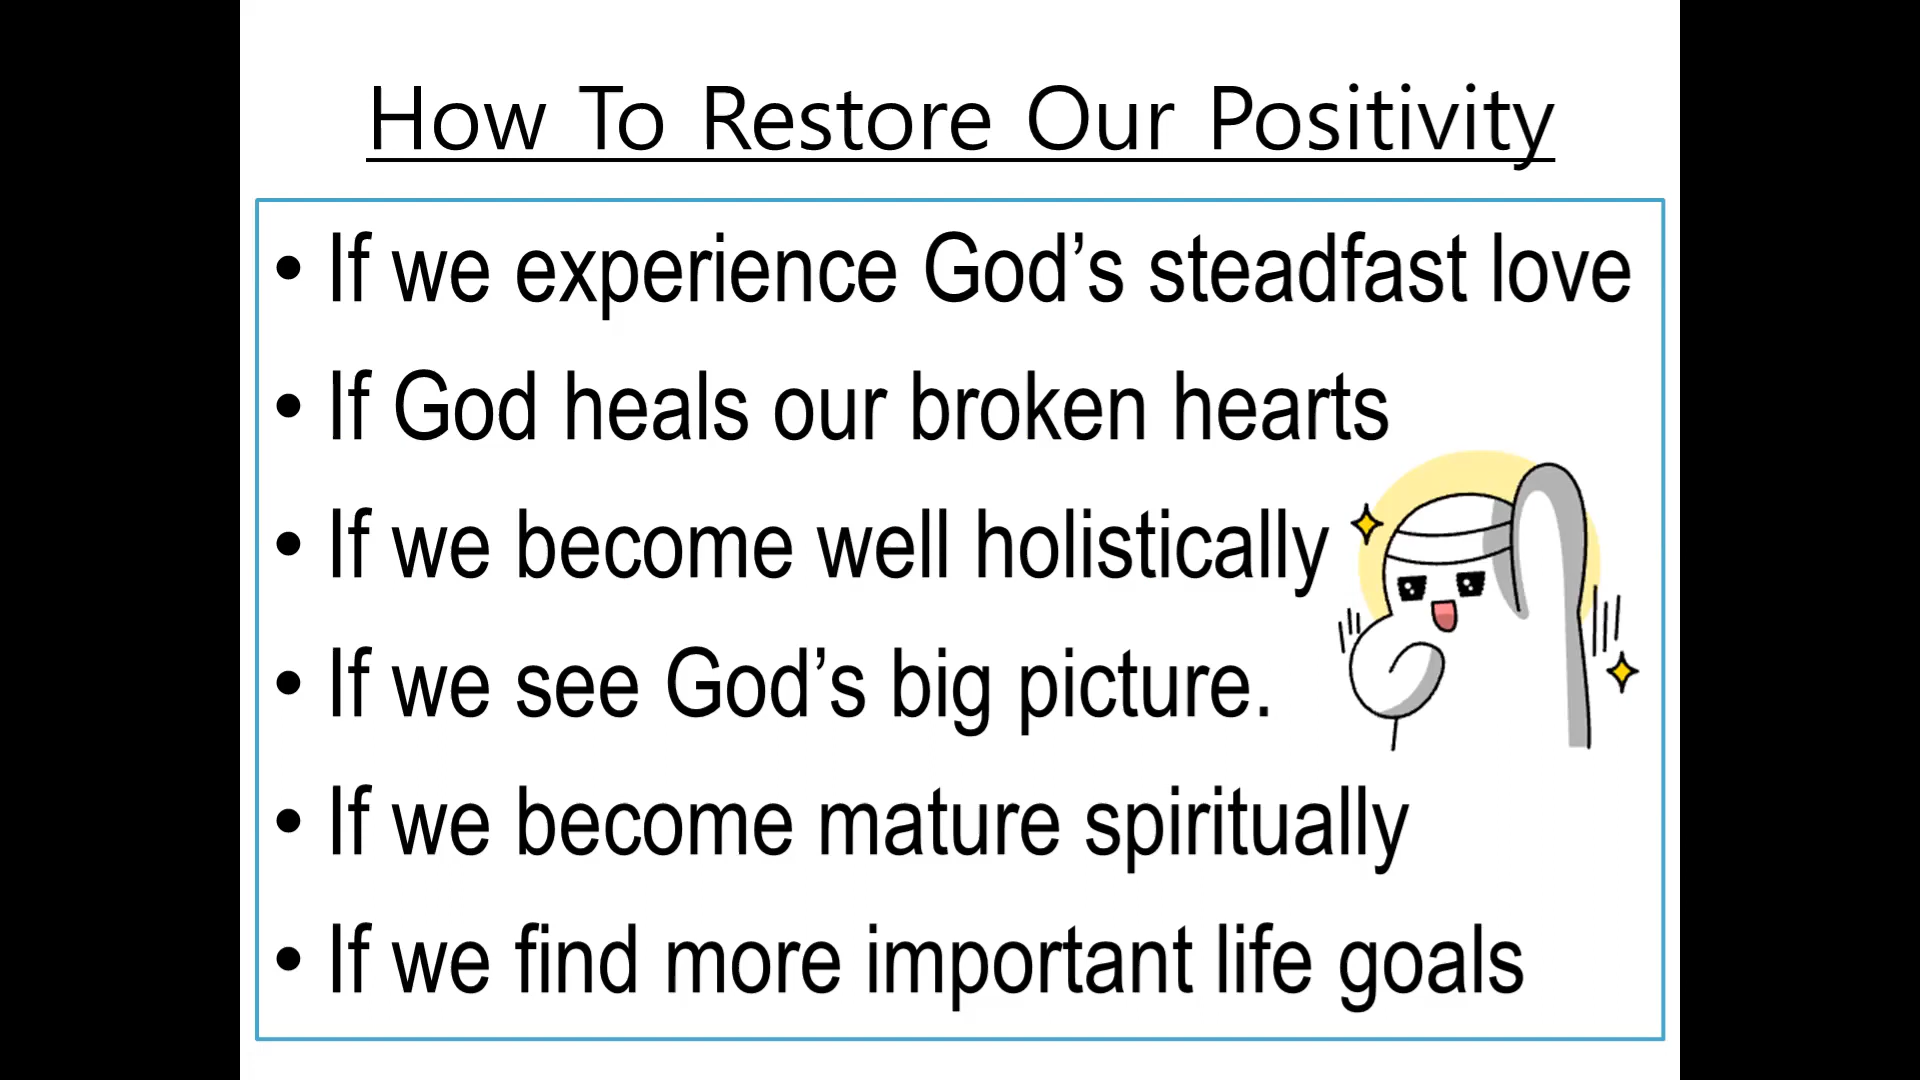 How To Restore Our Positivity
• If we experience God’s steadfast love
• If God heals our broken hearts
• If we become well holistically
• If we see God’s big picture.
• If we become mature spiritually
• If we find more important life goals